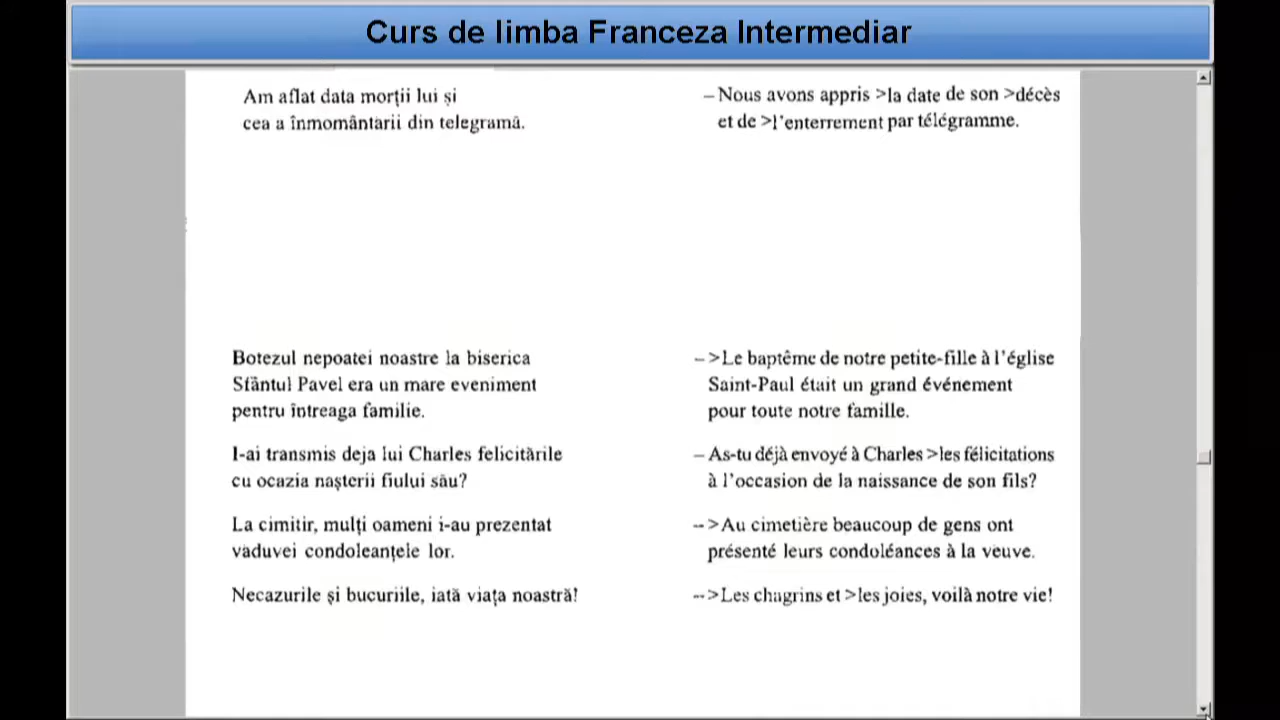 Curs de limba Franceza Intermediar
Am aflat data morții lui și
cea a înmomântării din telegramă.
– Nous avons appris >la date de son >décès
et de >l'enterrement par télégramme.
Botezul nepoatei noastre la biserica
Sfântul Pavel era un mare eveniment
pentru întreaga familie.
– >Le baptême de notre petite-fille à l'église
Saint-Paul était un grand événement
pour toute notre famille.
I-ai transmis deja lui Charles felicitările
cu ocazia nașterii fiului său?
– As-tu déjà envoyé à Charles >les félicitations
à l'occasion de la naissance de son fils?
La cimitir, mulți oameni i-au prezentat
văduvei condoleanțele lor.
– >Au cimetière beaucoup de gens ont
présenté leurs condoléances à la veuve.
Necazurile și bucuriile, iată viața noastră!
– >Les chagrins et >les joies, voilà notre vie!